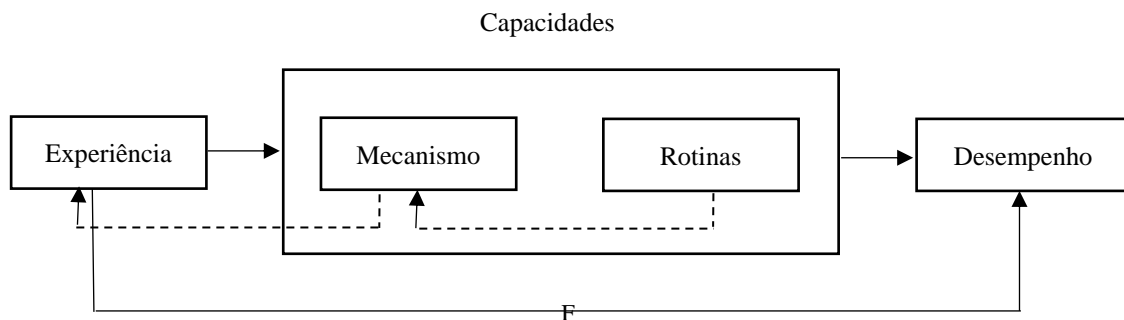 Capacidades
Experiência
Mecanismo
Rotinas
Desempenho
F